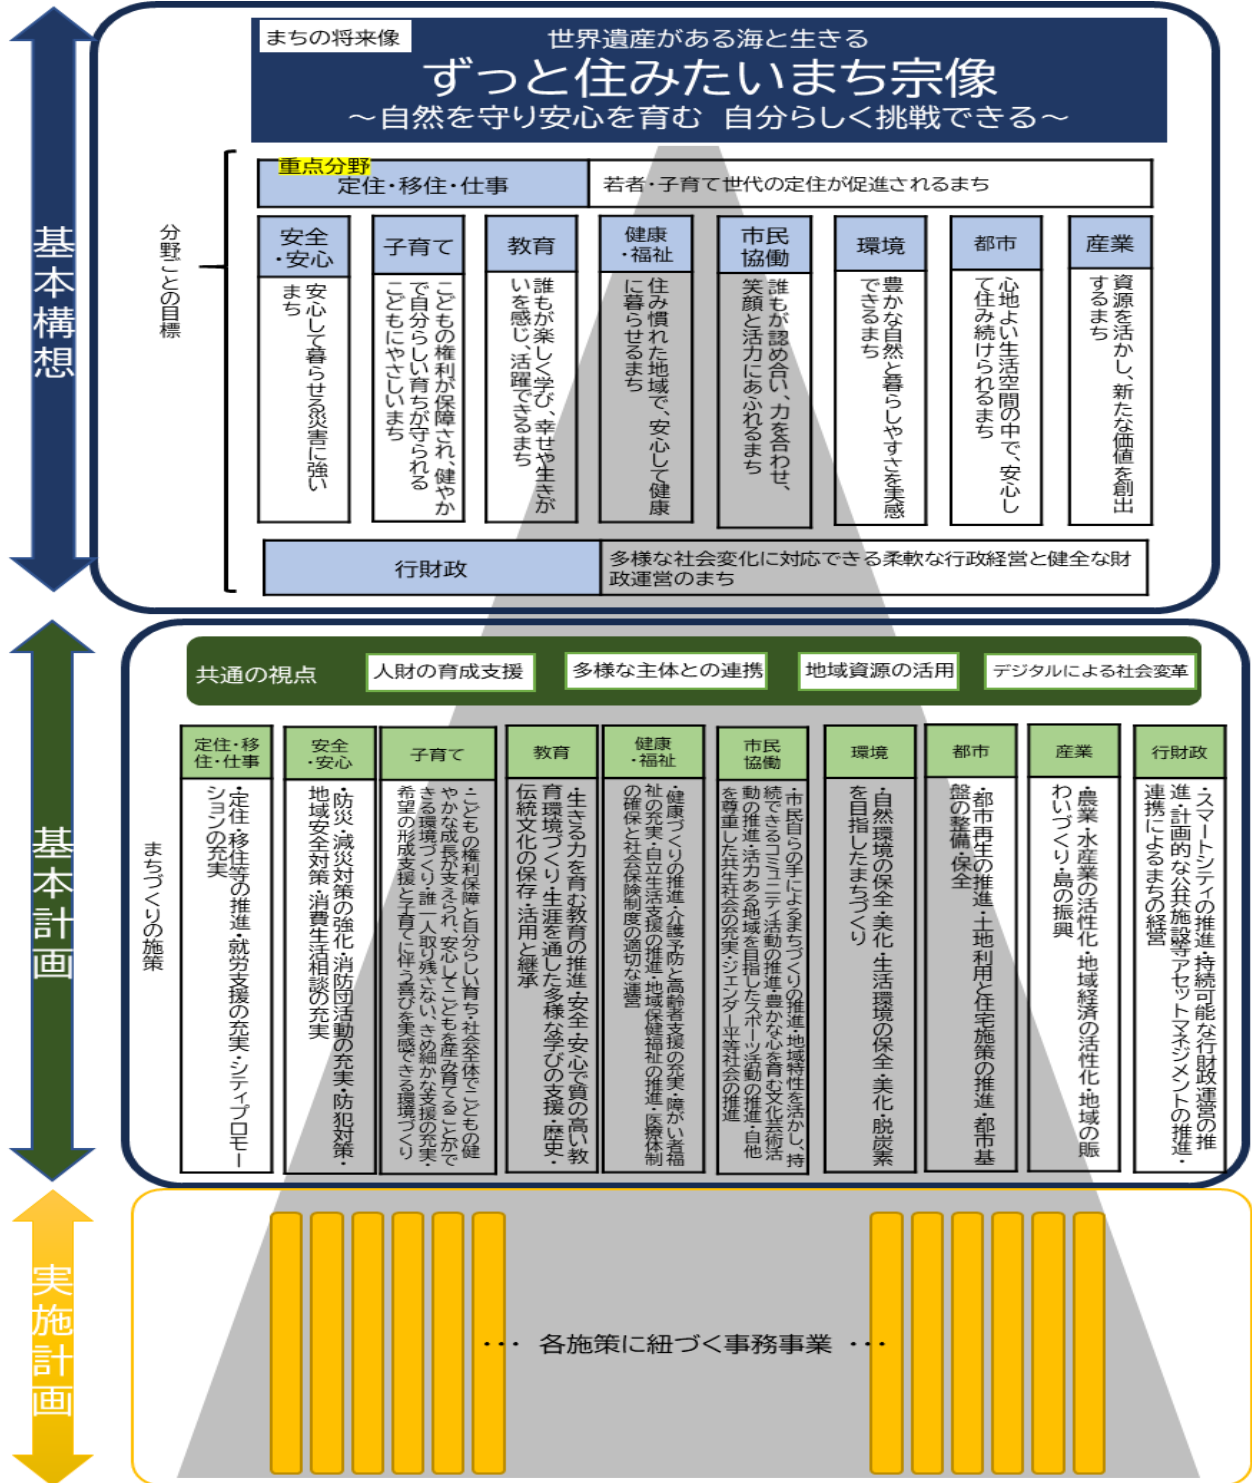 基本構想
まちの将来像
世界遺産がある海と生きる
ずっと住みたいまち宗像
～自然を守り安心を育む 自分らしく挑戦できる～
分野ごとの目標
重点分野
定住・移住・仕事
若者・子育て世代の定住が促進されるまち
安全
・安心
安心して暮らせる災害に強い
まち
子育て
こどもの権利が保障され、健やか
で自分らしい育ちが守られる
こどもにやさしいまち
教育
誰もが楽しく学び、幸せや生きが
いを感じ、活躍できるまち
健康
・福祉
住み慣れた地域で、安心して健康
に暮らせるまち
市民
協働
誰もが認め合い、力を合わせ、
笑顔と活力にあふれるまち
環境
豊かな自然と暮らしやすさを実感
できるまち
都市
心地よい生活空間の中で、安心し
て住み続けられるまち
産業
資源を活かし、新たな価値を創出
するまち
行財政
多様な社会変化に対応できる柔軟な行政経営と健全な財
政運営のまち
基本計画
共通の視点
人財の育成支援
多様な主体との連携
地域資源の活用
デジタルによる社会変革
まちづくりの施策
定住・移
住・仕事
・定住・移住等の推進・就労支援の充実・シティプロモー
ションの充実
安全
・安心
・防災・減災対策の強化・消防団活動の充実・防犯対策・
地域安全対策・消費生活相談の充実
子育て
・こどもの権利保障と自分らしい育ち・社会全体でこどもの健
やかな成長が支えられ、安心してこどもを産み育てることがで
きる環境づくり・誰一人取り残さない、きめ細かな支援の充実・
希望の形成支援と子育てに伴う喜びを実感できる環境づくり
教育
・生きる力を育む教育の推進・安全・安心で質の高い教
育環境づくり・生涯を通した多様な学びの支援・歴史・
伝統文化の保存・活用と継承
健康
・福祉
・健康づくりの推進・介護予防と高齢者支援の充実・障がい者福
祉の充実・自立生活支援の推進・地域保健福祉の推進・医療体制
の確保と社会保険制度の適切な運営
市民
協働
・市民自らの手によるまちづくりの推進・地域特性を活かし、持
続できるコミュニティ活動の推進・豊かな心を育む文化芸術活
動の推進・活力ある地域を目指したスポーツ活動の推進・自他
を尊重した共生社会の充実・ジェンダー平等社会の推進
環境
・自然環境の保全・美化・生活環境の保全・美化・脱炭素
を目指したまちづくり
都市
・都市再生の推進・土地利用と住宅施策の推進・都市基
盤の整備・保全
産業
・農業・水産業の活性化・地域経済の活性化・地域の賑
わいづくり・島の振興
行財政
・スマートシティの推進・持続可能な行財政運営の推
進・計画的な公共施設等アセットマネジメントの推進・
連携によるまちの経営
実施計画
・・・ 各施策に紐づく事務事業 ・・・